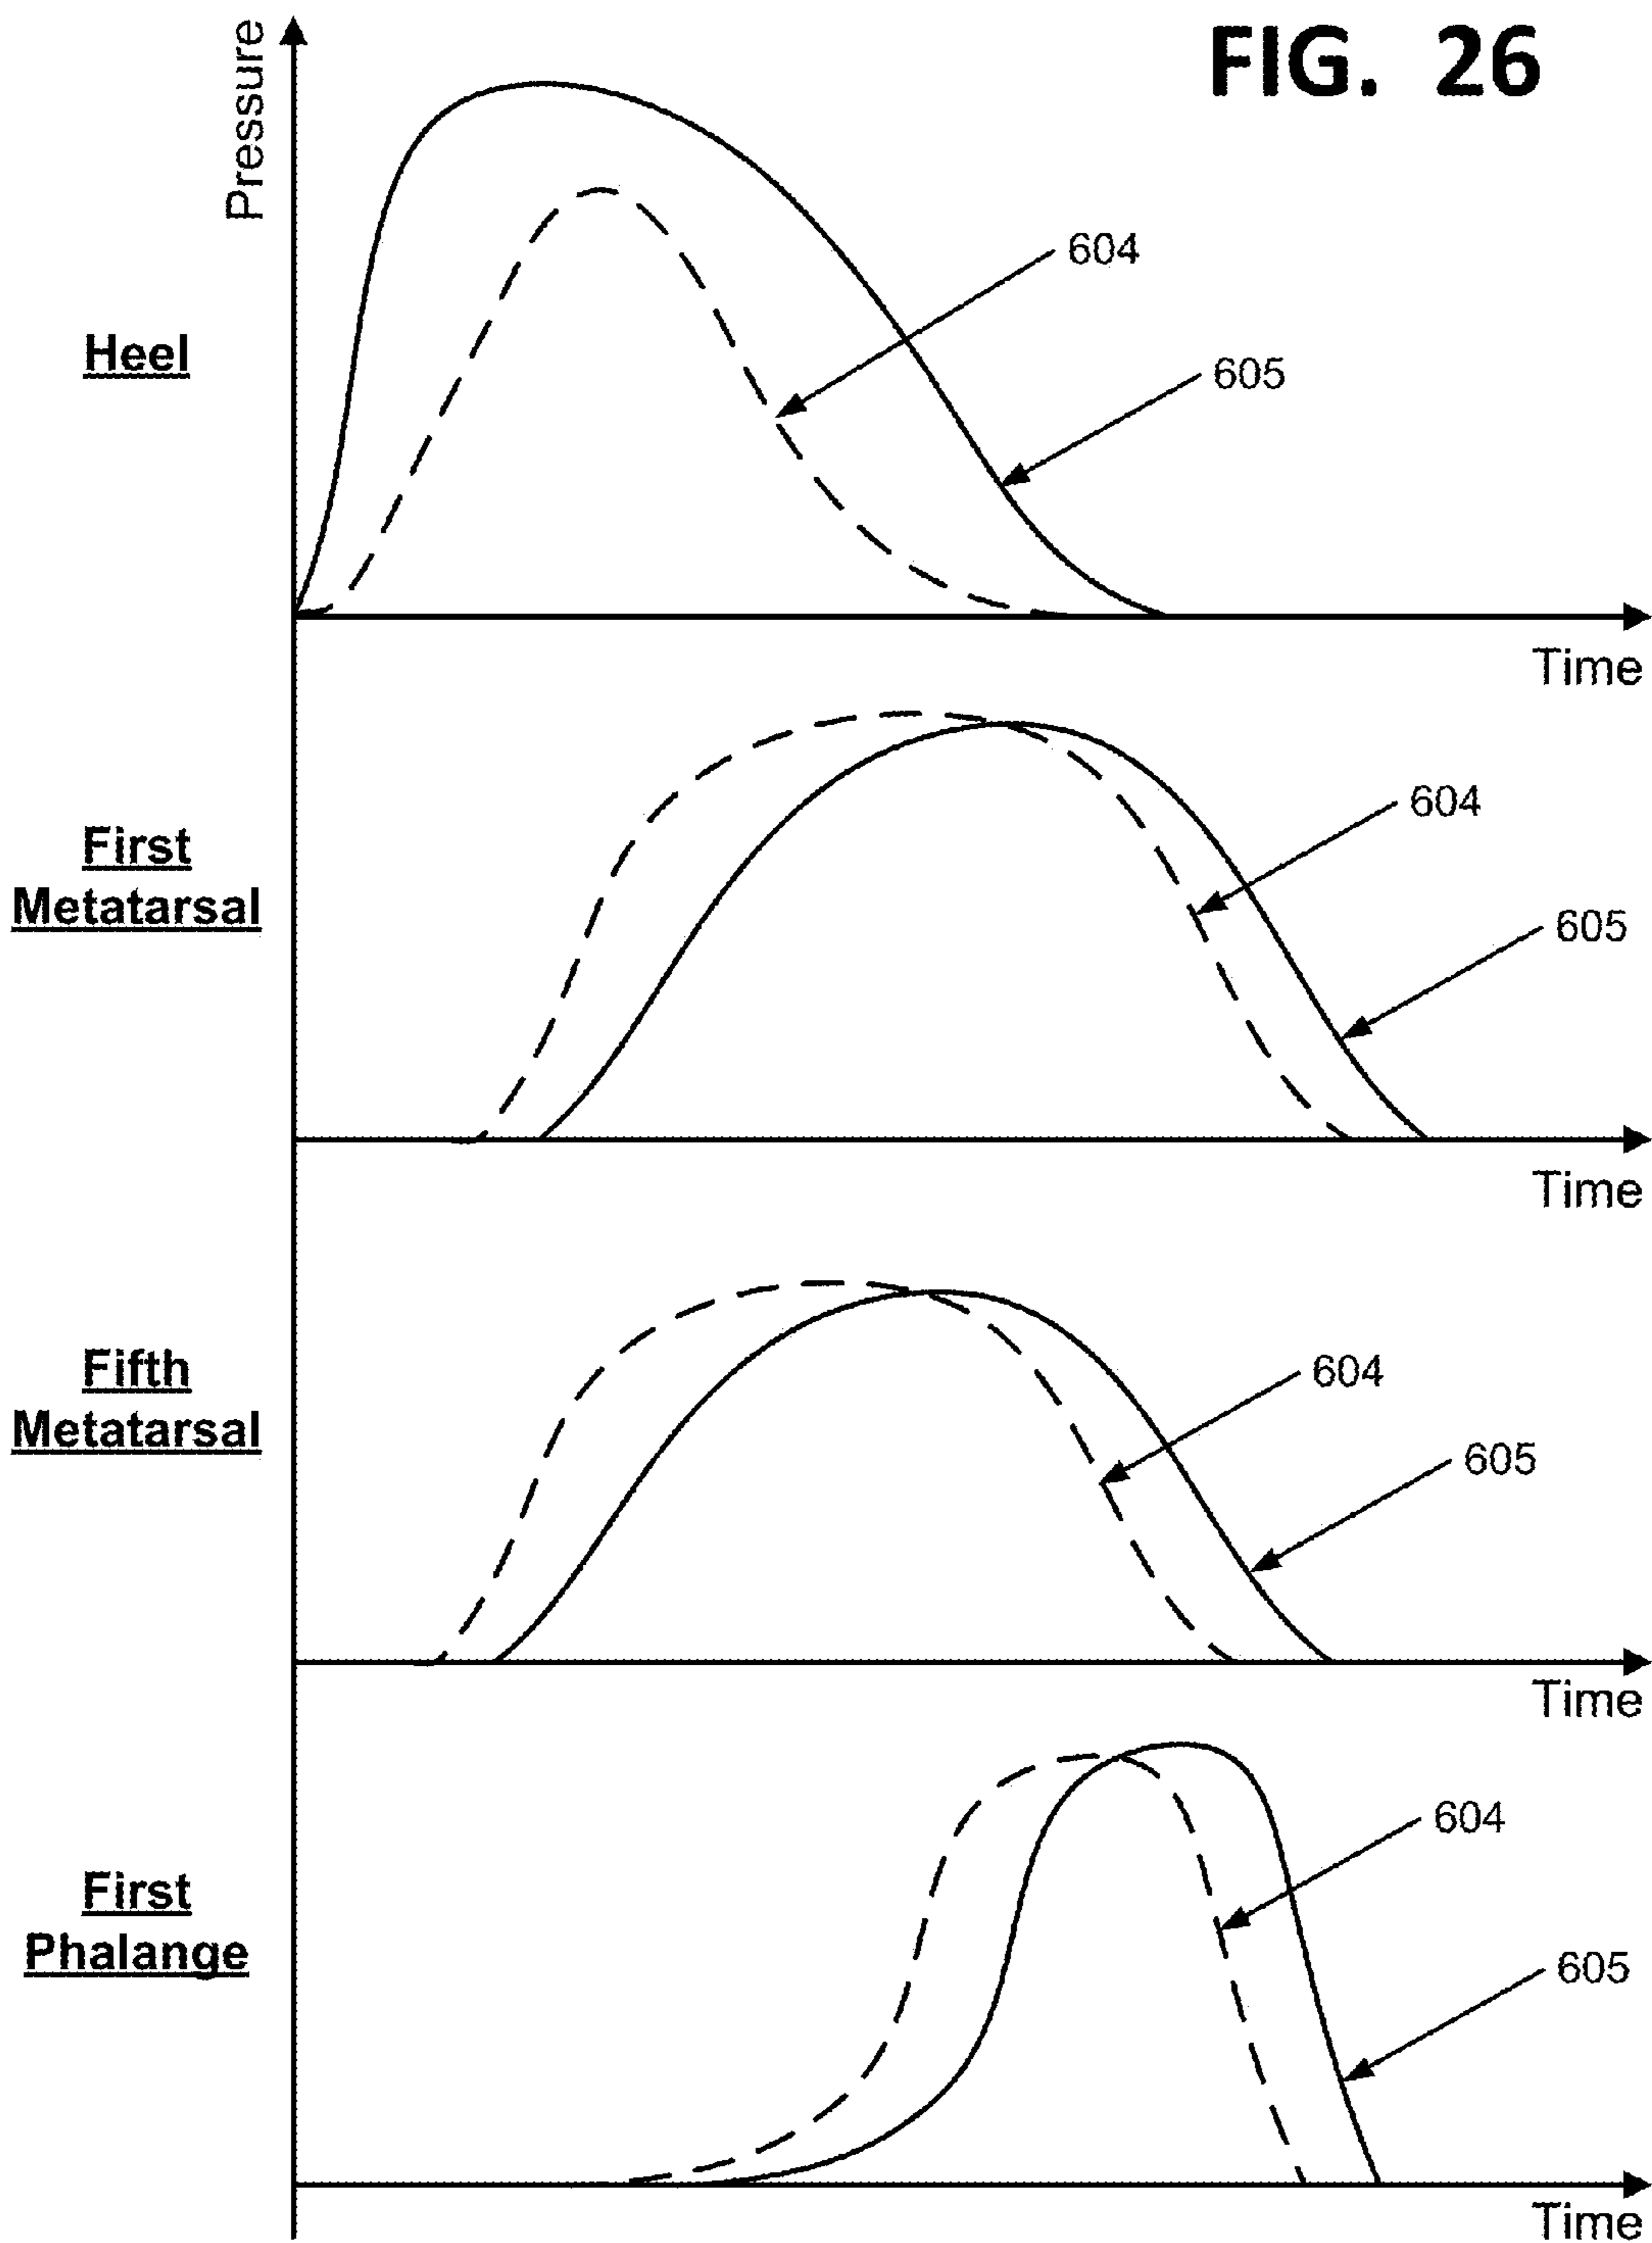 FIG. 26
Pressure
604
605
Heel
Time
604
First
Metatarsal
605
Time
604
Fifth
Metatarsal
605
Time
604
First
Phalange
605
Time